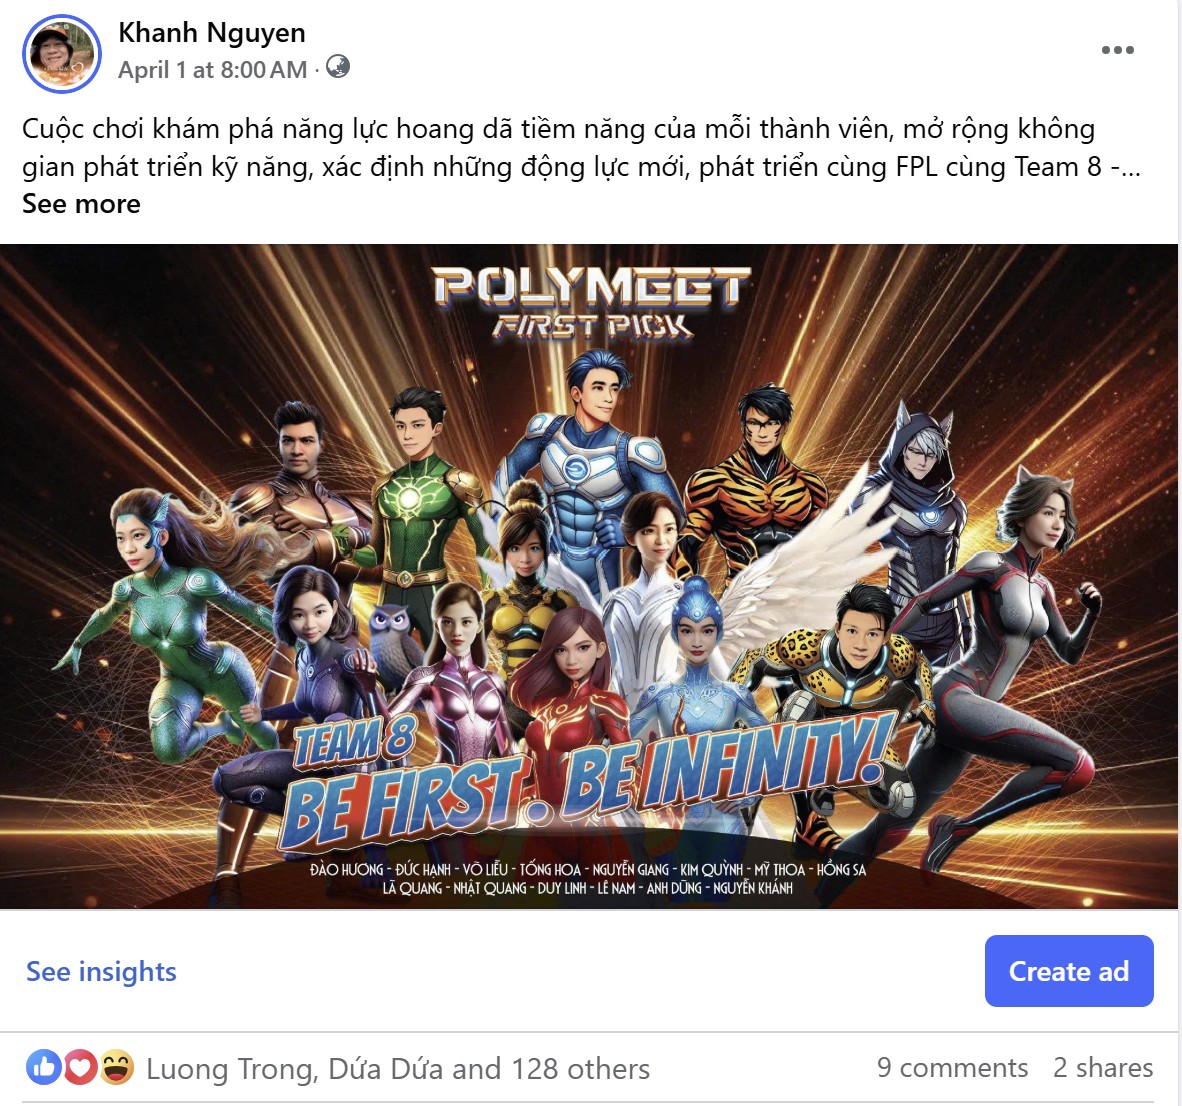 Khanh Nguyen
April 1 at 8:00 AM ·
Cuộc chơi khám phá năng lực hoang dã tiềm năng của mỗi thành viên, mở rộng không
gian phát triển kỹ năng, xác định những động lực mới, phát triển cùng FPL cùng Team 8 -...
See more
POLYMEET
FIRST PICK
TEAM 8
BE FIRST. BE INFINITY!
ĐÀO HƯƠNG - ĐỨC HẠNH - VÕ LIỄU - TỐNG HOA - NGUYỄN GIANG - KIM QUỲNH - MỸ THOA - HỒNG SA
LÃ QUANG - NHẬT QUANG - DUY LINH - LÊ NAM - ANH DŨNG - NGUYỄN KHÁNH
See insights
Create ad
Luong Trong, Dứa Dứa and 128 others
9 comments 2 shares